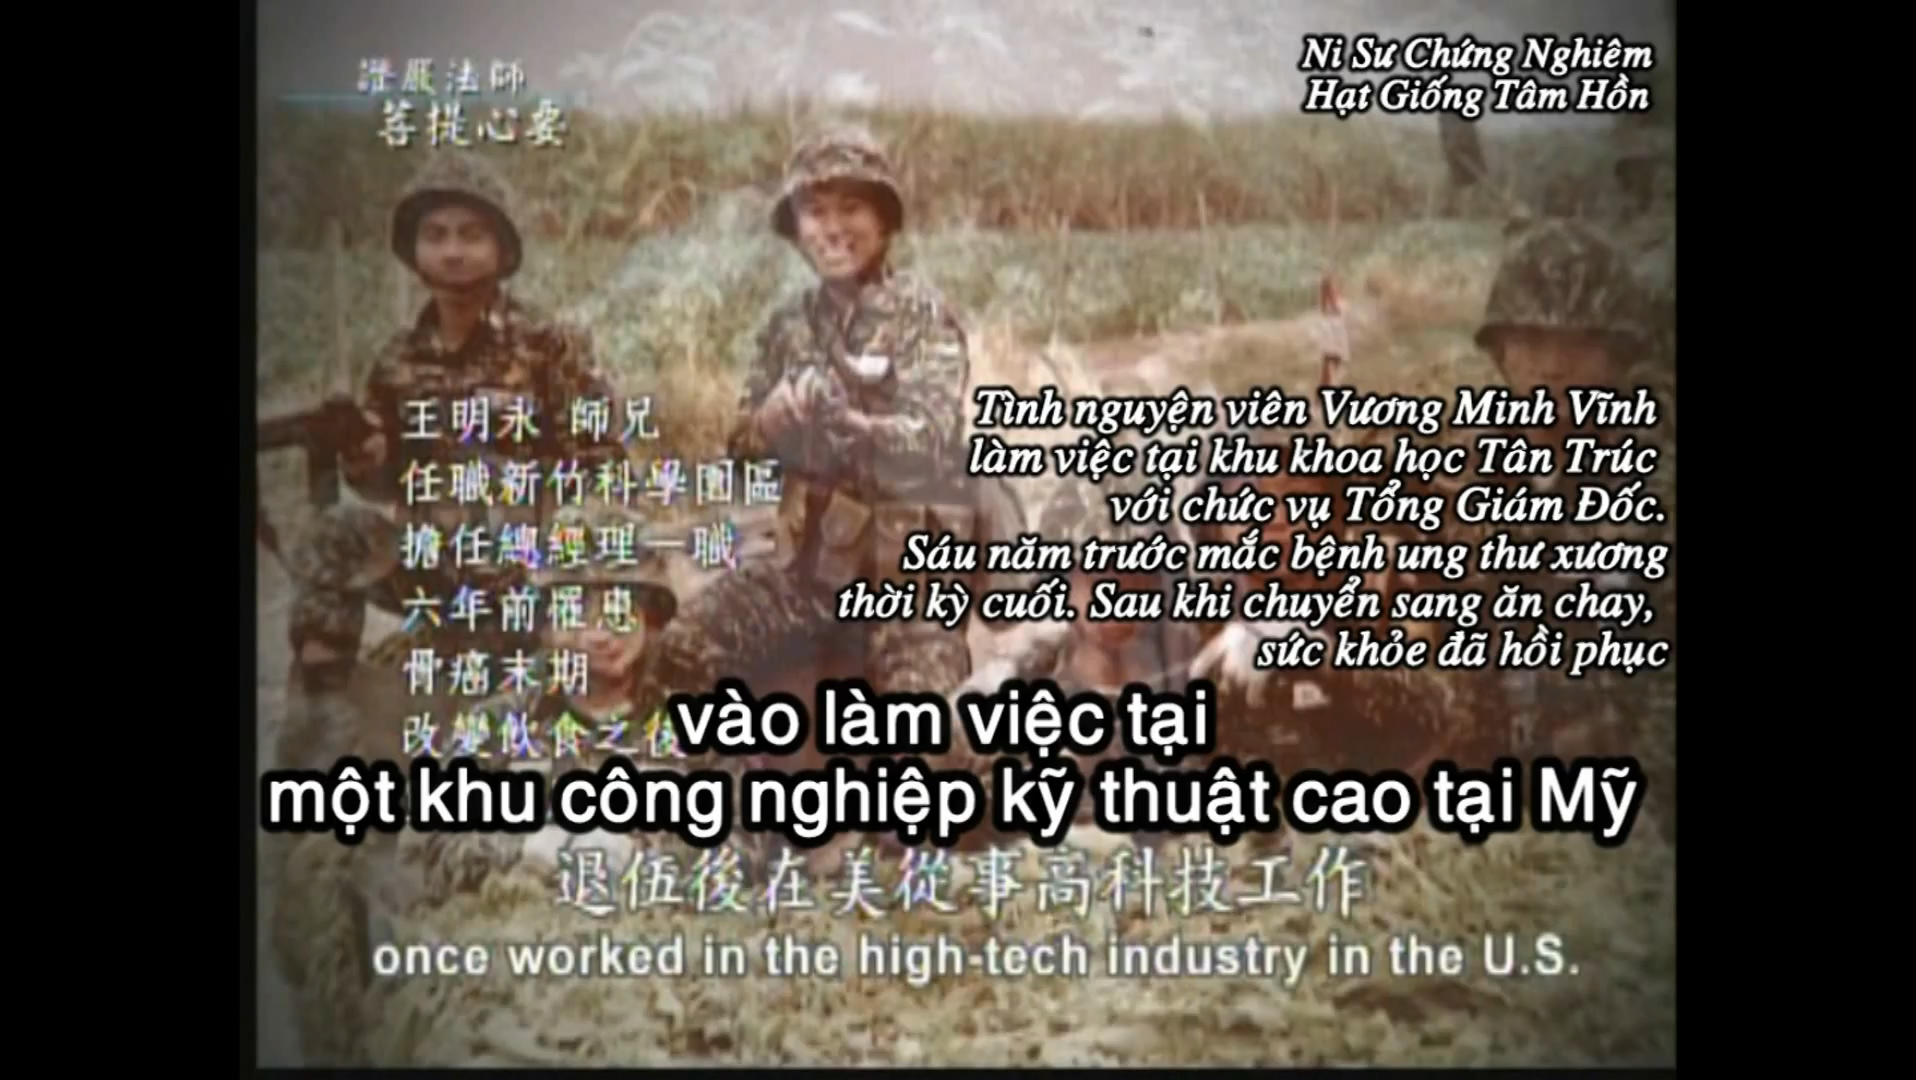 證嚴法師
菩提心要
Ni Sư Chứng Nghiêm
Hạt Giống Tâm Hồn
王明永 師兄
任職新竹科學園區
擔任總經理一職
六年前罹患
骨癌末期
改變飲食之後
Tình nguyện viên Vương Minh Vĩnh
làm việc tại khu khoa học Tân Trúc
với chức vụ Tổng Giám Đốc.
Sáu năm trước mắc bệnh ung thư xương
thời kỳ cuối. Sau khi chuyển sang ăn chay,
sức khỏe đã hồi phục
vào làm việc tại
một khu công nghiệp kỹ thuật cao tại Mỹ
退伍後在美從事高科技工作
once worked in the high-tech industry in the U.S.